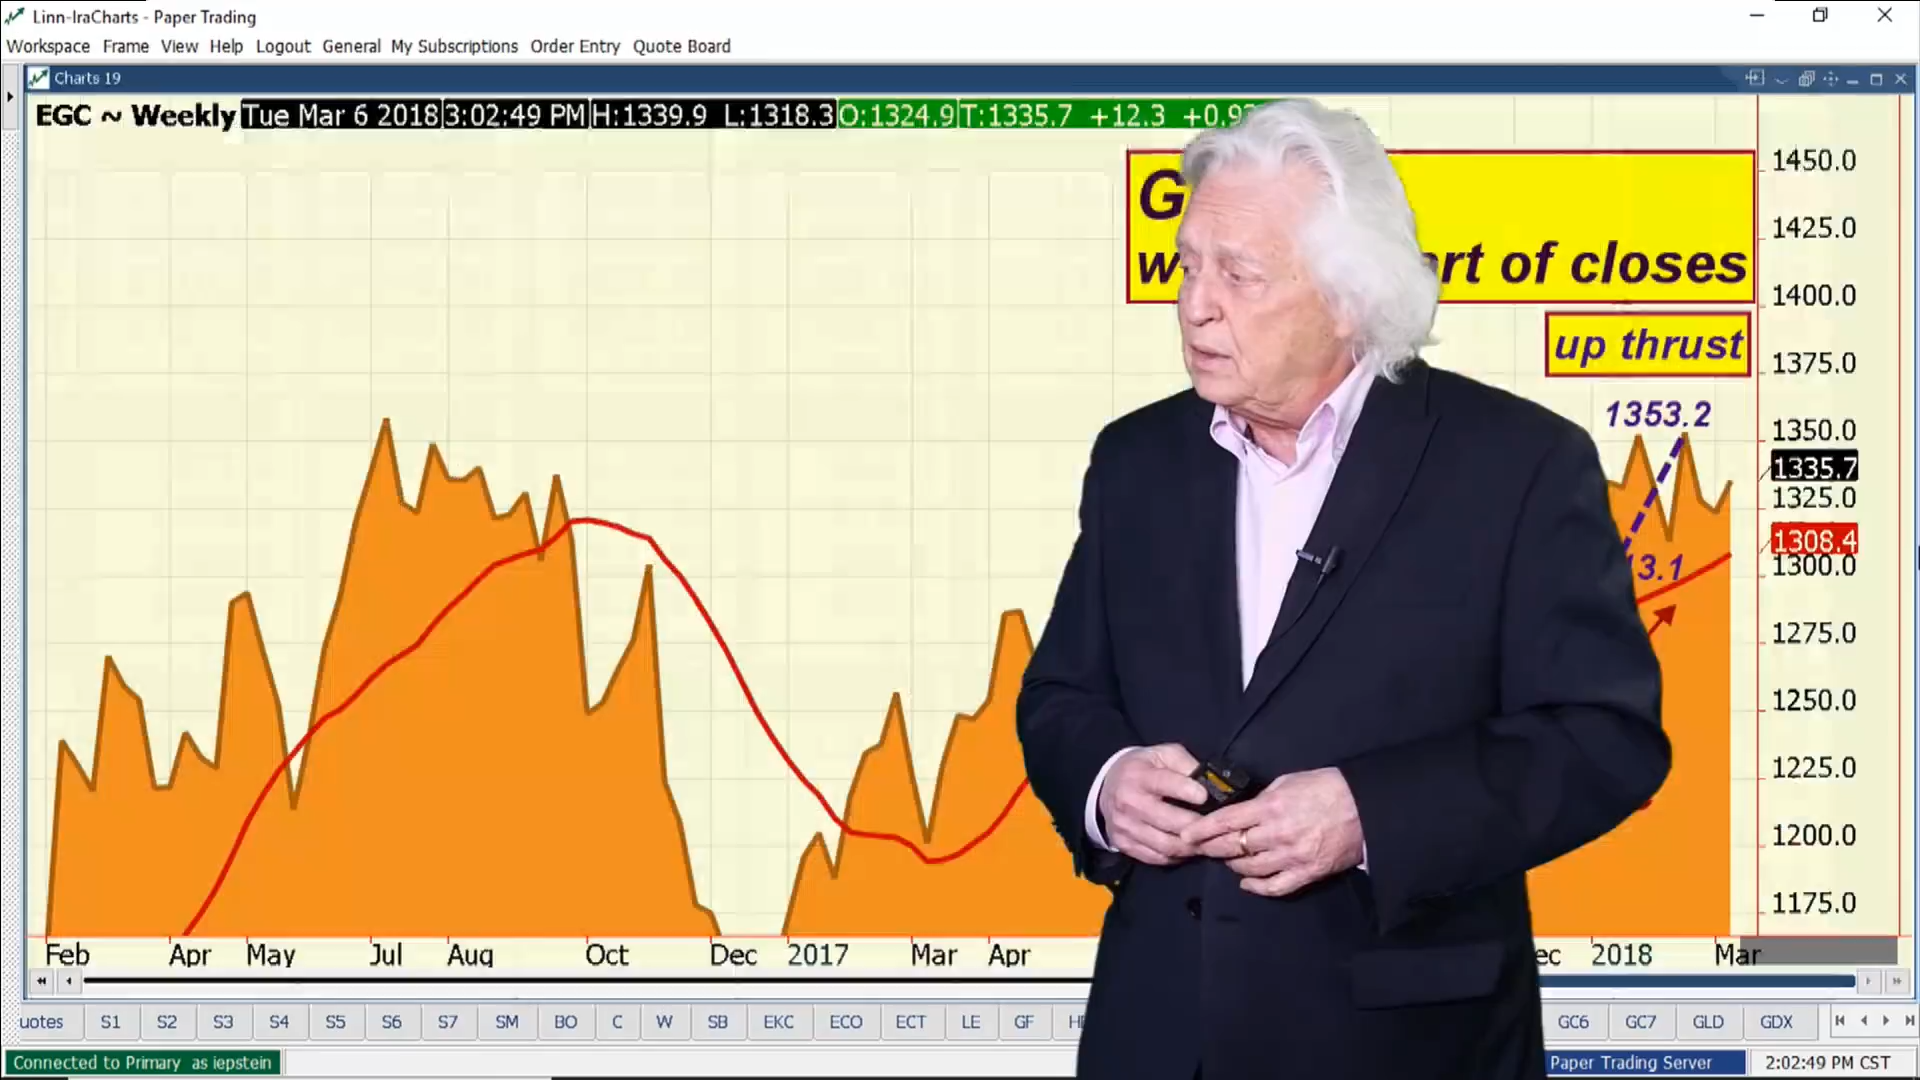 Linn-IraCharts - Paper Trading
Workspace Frame View Help Logout General My Subscriptions Order Entry Quote Board
Charts 19
EGC ~ Weekly Tue Mar 6 2018 3:02:49 PM H:1339.9 L:1318.3 O:1324.9 T:1335.7 +12.3
of closes
up thrust
1353.2
1450.0
1425.0
1400.0
1375.0
1350.0
1335.7
1325.0
1308.4
1300.0
1275.0
1250.0
1225.0
1200.0
1175.0
Feb Apr May Jul Aug Oct Dec 2017 Mar Apr 2018 Mar
S1 S2 S3 S4 S5 S6 S7 SM BO C W SB EKC ECO ECT LE GF GC6 GC7 GLD GDX
Connected to Primary as iepstein
Paper Trading Server 2:02:49 PM CST